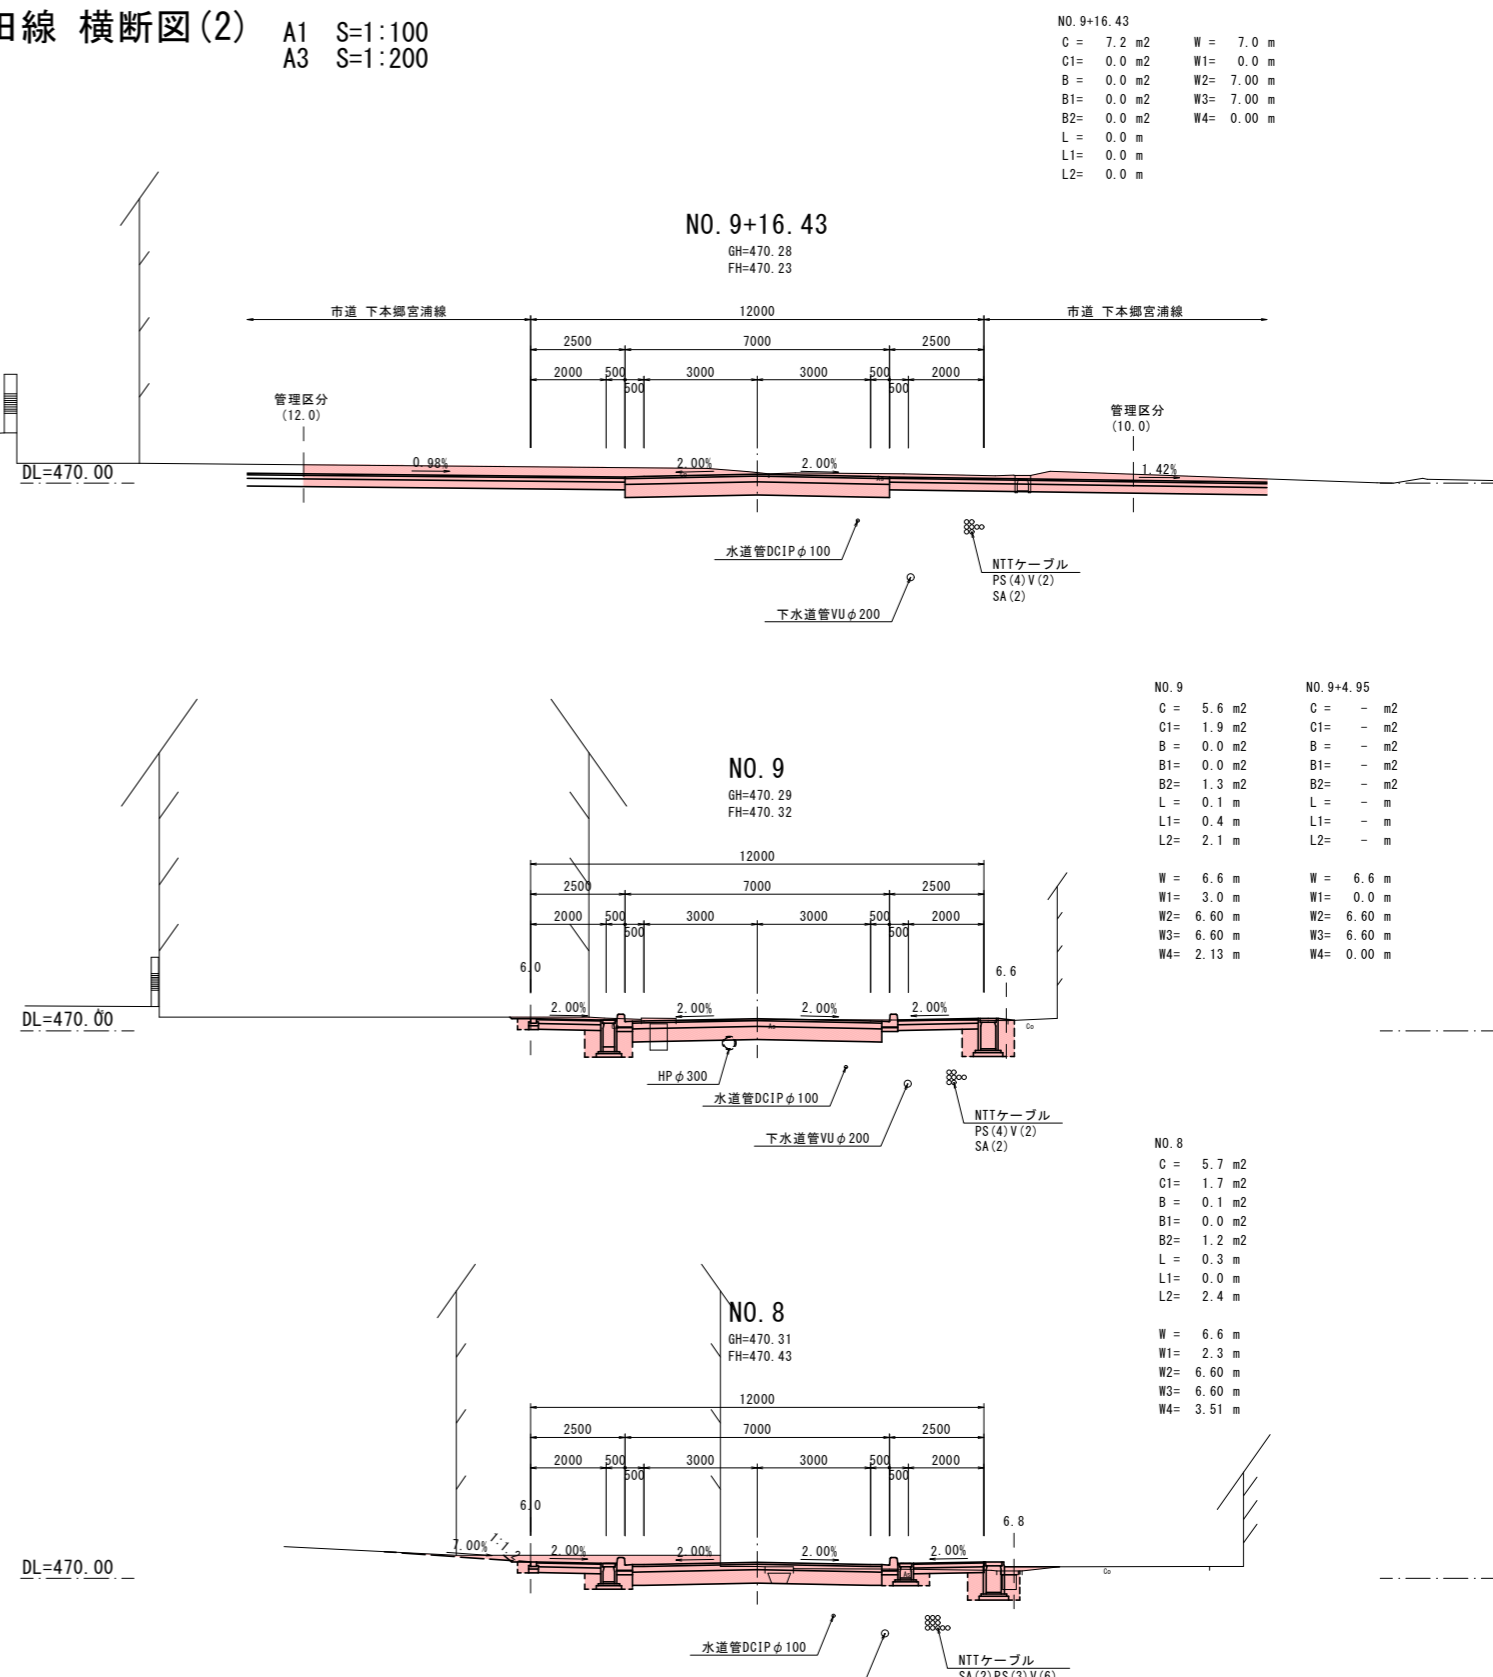 田線 横断図(2)
A1 S=1:100
A3 S=1:200
NO.9+16.43
C = 7.2 m2 W = 7.0 m
C1= 0.0 m2 W1= 0.0 m
B = 0.0 m2 W2= 7.00 m
B1= 0.0 m2 W3= 7.00 m
B2= 0.0 m2 W4= 0.00 m
L = 0.0 m
L1= 0.0 m
L2= 0.0 m
NO.9+16.43
GH=470.28
FH=470.23
市道 下本郷宮浦線 12000 市道 下本郷宮浦線
2500 7000 2500
2000 500 3000 3000 500 2000
500 500
管理区分
(12.0)
管理区分
(10.0)
0.98% 2.00% 2.00% 1.42%
DL=470.00
水道管DCIPφ100
NTTケーブル
PS(4)V(2)
SA(2)
下水道管VUφ200
NO.9 NO.9+4.95
C = 5.6 m2 C = - m2
C1= 1.9 m2 C1= - m2
B = 0.0 m2 B = - m2
B1= 0.0 m2 B1= - m2
B2= 1.3 m2 B2= - m2
L = 0.1 m L = - m
L1= 0.4 m L1= - m
L2= 2.1 m L2= - m
W = 6.6 m W = 6.6 m
W1= 3.0 m W1= 0.0 m
W2= 6.60 m W2= 6.60 m
W3= 6.60 m W3= 6.60 m
W4= 2.13 m W4= 0.00 m
NO.9
GH=470.29
FH=470.32
12000
2500 7000 2500
2000 500 3000 3000 500 2000
500 500
6.0 6.6
2.00% 2.00% 2.00% 2.00%
DL=470.00
As
Co
HPφ300
水道管DCIPφ100
下水道管VUφ200
NTTケーブル
PS(4)V(2)
SA(2)
NO.8
C = 5.7 m2
C1= 1.7 m2
B = 0.1 m2
B1= 0.0 m2
B2= 1.2 m2
L = 0.3 m
L1= 0.0 m
L2= 2.4 m
W = 6.6 m
W1= 2.3 m
W2= 6.60 m
W3= 6.60 m
W4= 3.51 m
NO.8
GH=470.31
FH=470.43
12000
2500 7000 2500
2000 500 3000 3000 500 2000
500 500
6.0 6.8
7.00% 2.00% 2.00% 2.00% 2.00%
DL=470.00
As
Co
水道管DCIPφ100
NTTケーブル
SA(2)PS(3)V(6)